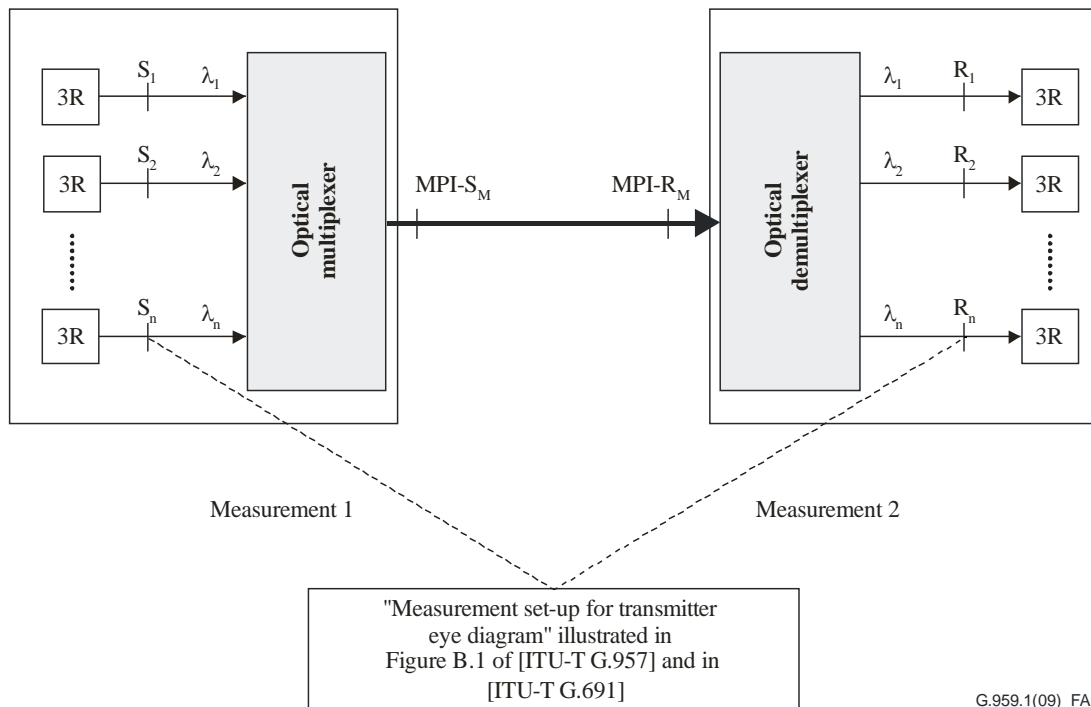 S1 λ1
3R
S2 λ2
3R
Sn λn
3R
Optical
multiplexer
MPI-SM
MPI-RM
Optical
demultiplexer
λ1 R1
3R
λ2 R2
3R
λn Rn
3R
Measurement 1
Measurement 2
"Measurement set-up for transmitter
eye diagram" illustrated in
Figure B.1 of [ITU-T G.957] and in
[ITU-T G.691]
G.959.1(09)_FA